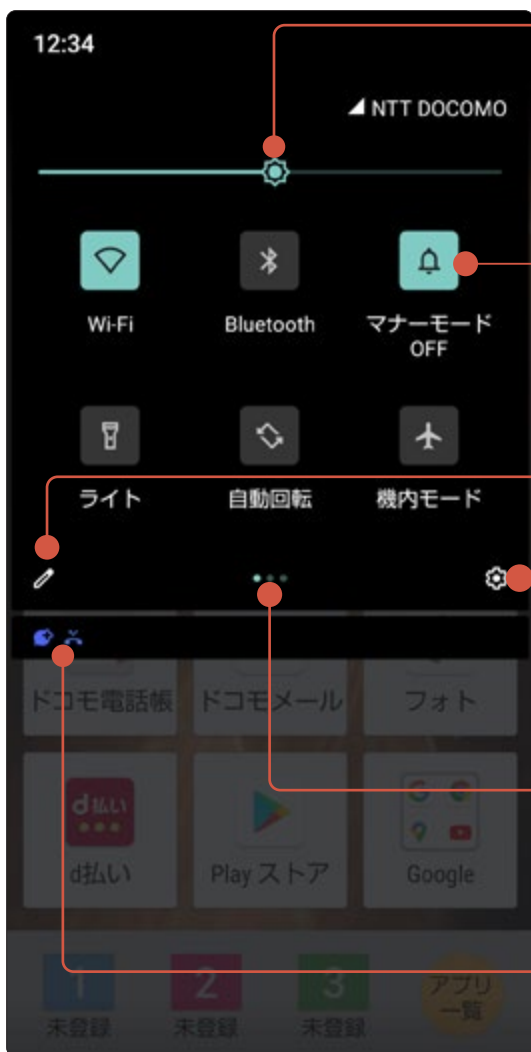 12:34
NTT DOCOMO
Wi-Fi
Bluetooth
マナーモード
OFF
ライト
自動回転
機内モード
ドコモ電話帳
ドコモメール
フォト
d払い
d払い
Play ストア
Google
1
2
3
アプリ
一覧
未登録
未登録
未登録